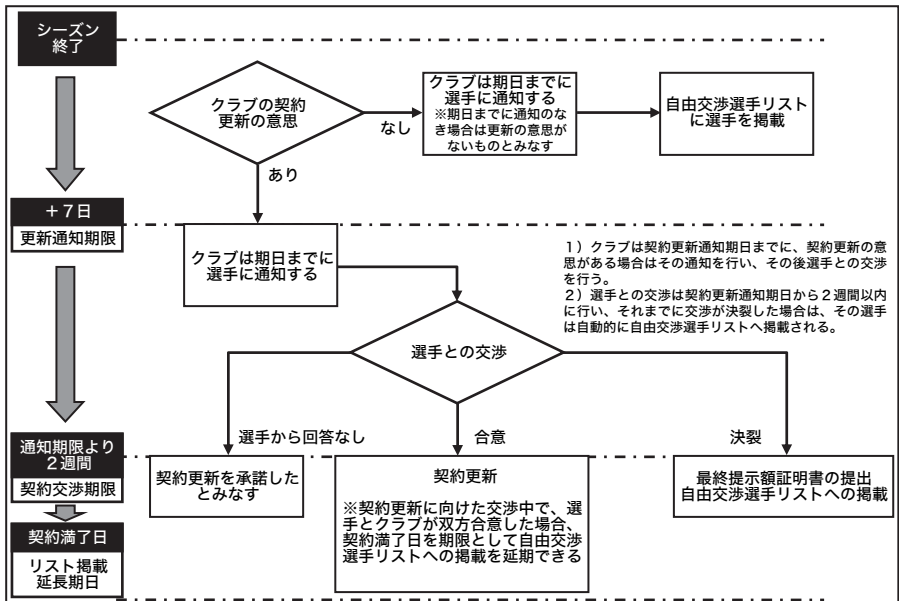 シーズン
終了
クラブの契約
更新の意思
なし
あり
クラブは期日までに
選手に通知する
※期日までに通知のな
き場合は更新の意思が
ないものとみなす
自由交渉選手リスト
に選手を掲載
＋７日
更新通知期限
クラブは期日までに
選手に通知する
１）クラブは契約更新通知期日までに、契約更新の意
思がある場合はその通知を行い、その後選手との交渉
を行う。
２）選手との交渉は契約更新通知期日から２週間以内
に行い、それまでに交渉が決裂した場合は、その選手
は自動的に自由交渉選手リストへ掲載される。
選手との交渉
選手から回答なし
合意
決裂
通知期限より
２週間
契約交渉期限
契約更新を承諾した
とみなす
契約更新
※契約更新に向けた交渉中で、選
手とクラブが双方合意した場合、
契約満了日を期限として自由交渉
選手リストへの掲載を延期できる
最終提示額証明書の提出
自由交渉選手リストへの掲載
契約満了日
リスト掲載
延長期日